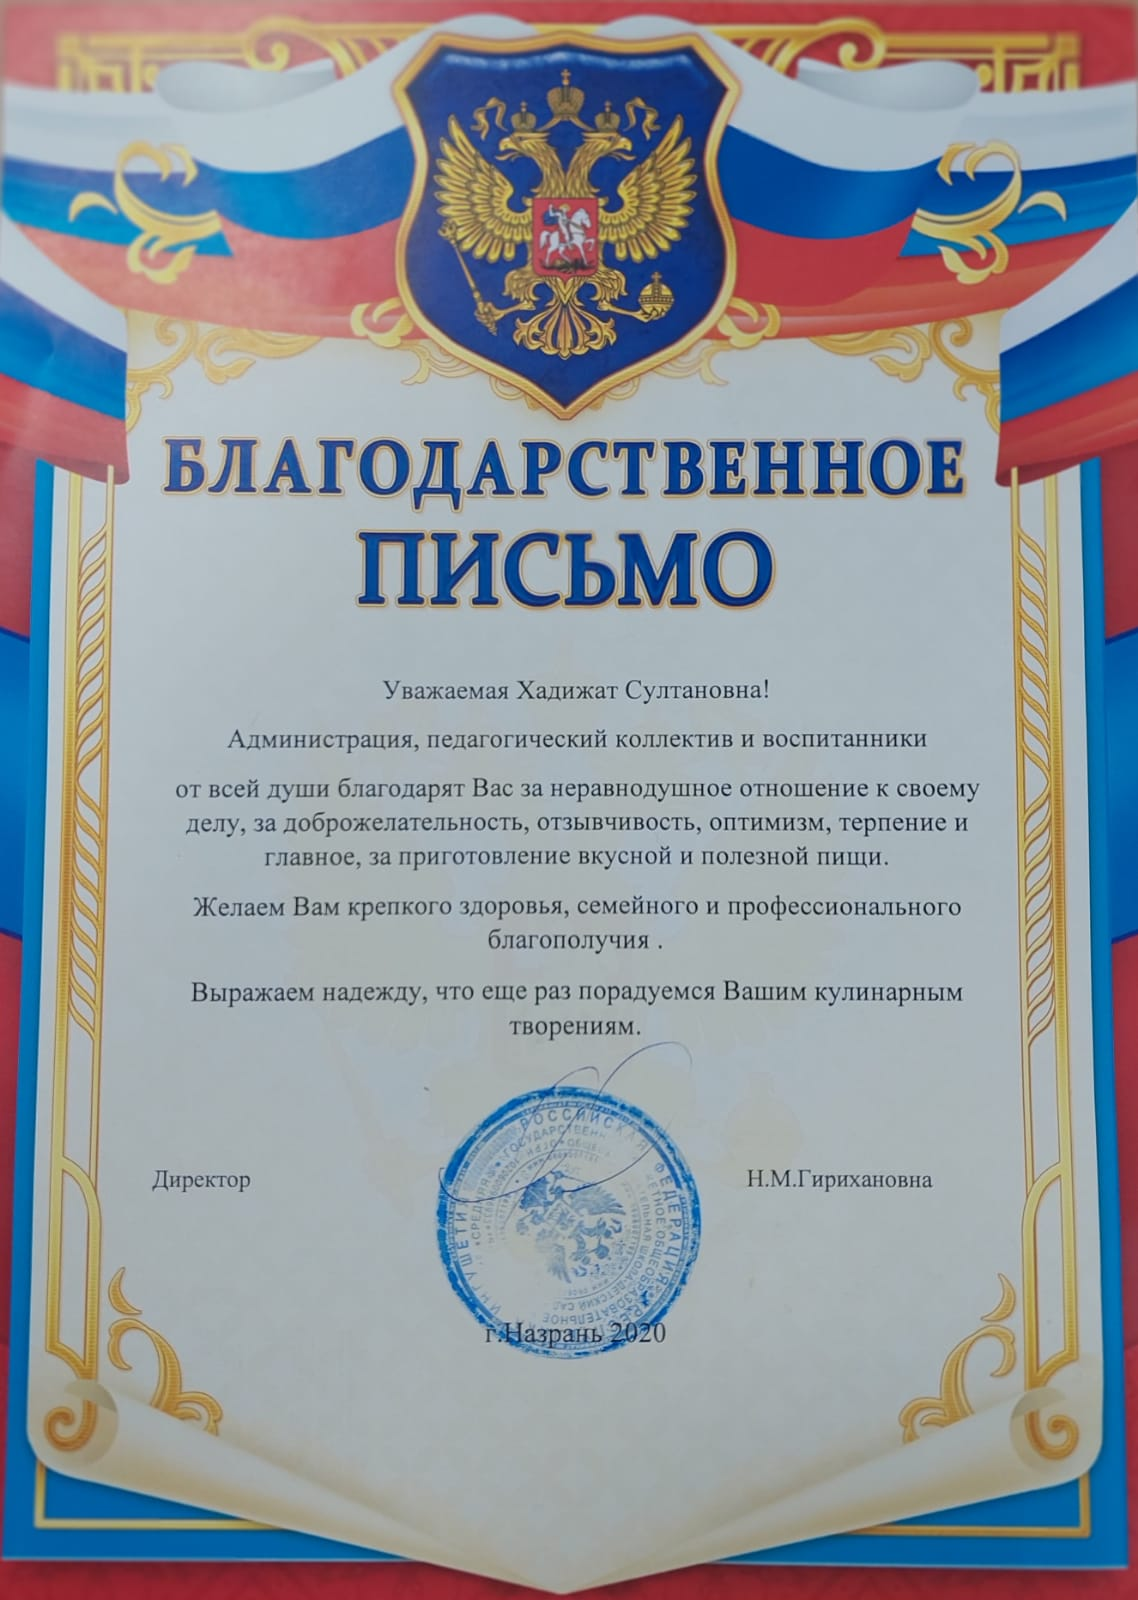 БЛАГОДАРСТВЕННОЕ
ПИСЬМО
Уважаемая Хадижат Султановна!
Администрация, педагогический коллектив и воспитанники
от всей души благодарят Вас за неравнодушное отношение к своему
делу, за доброжелательность, отзывчивость, оптимизм, терпение и
главное, за приготовление вкусной и полезной пищи.
Желаем Вам крепкого здоровья, семейного и профессионального
благополучия .
Выражаем надежду, что еще раз порадуемся Вашим кулинарным
творениям.
РОССИЙСКАЯ ФЕДЕРАЦИЯ
Директор
Н.М.Гирихановна
г.Назрань 2020